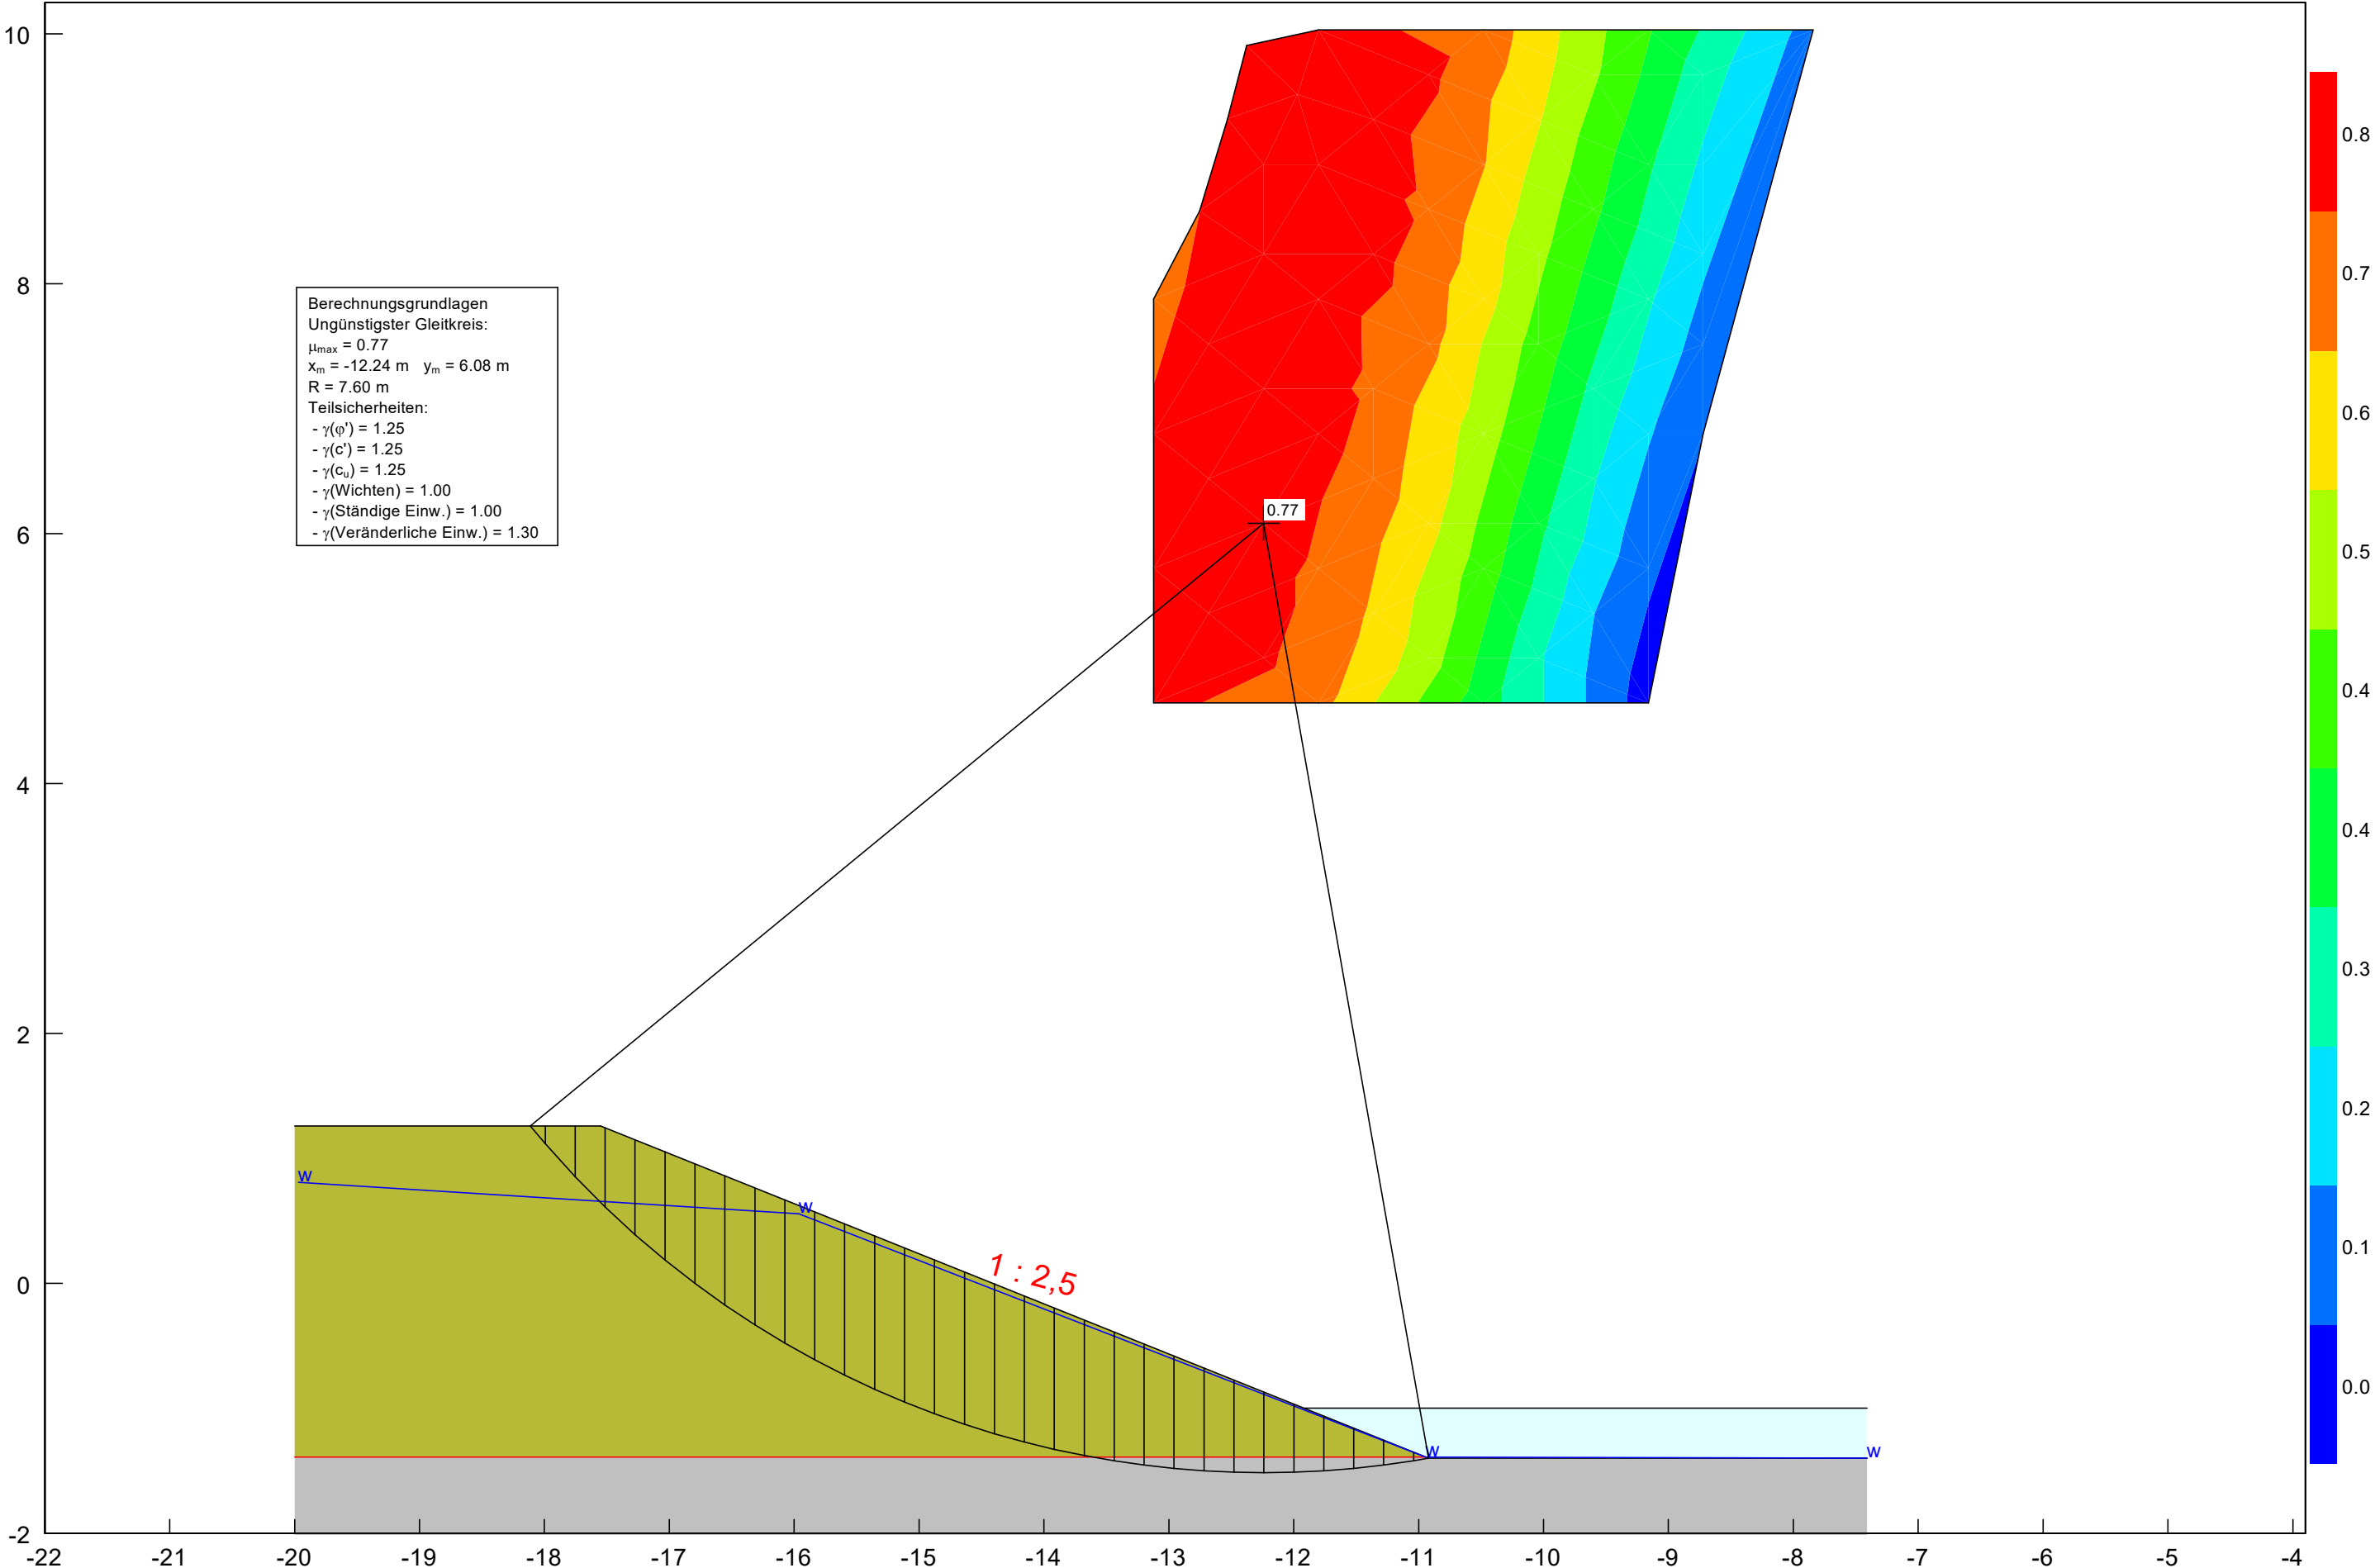 10
8
6
4
2
0
-2
-22
-21
-20
-19
-18
-17
-16
-15
-14
-13
-12
-11
-10
-9
-8
-7
-6
-5
-4
Berechnungsgrundlagen
Ungünstigster Gleitkreis:
μmax = 0.77
xm = -12.24 m ym = 6.08 m
R = 7.60 m
Teilsicherheiten:
- γ(φ') = 1.25
- γ(c') = 1.25
- γ(cu) = 1.25
- γ(Wichten) = 1.00
- γ(Ständige Einw.) = 1.00
- γ(Veränderliche Einw.) = 1.30
0.77
w
w
1 : 2,5
w
w
0.8
0.7
0.6
0.5
0.4
0.4
0.3
0.2
0.1
0.0